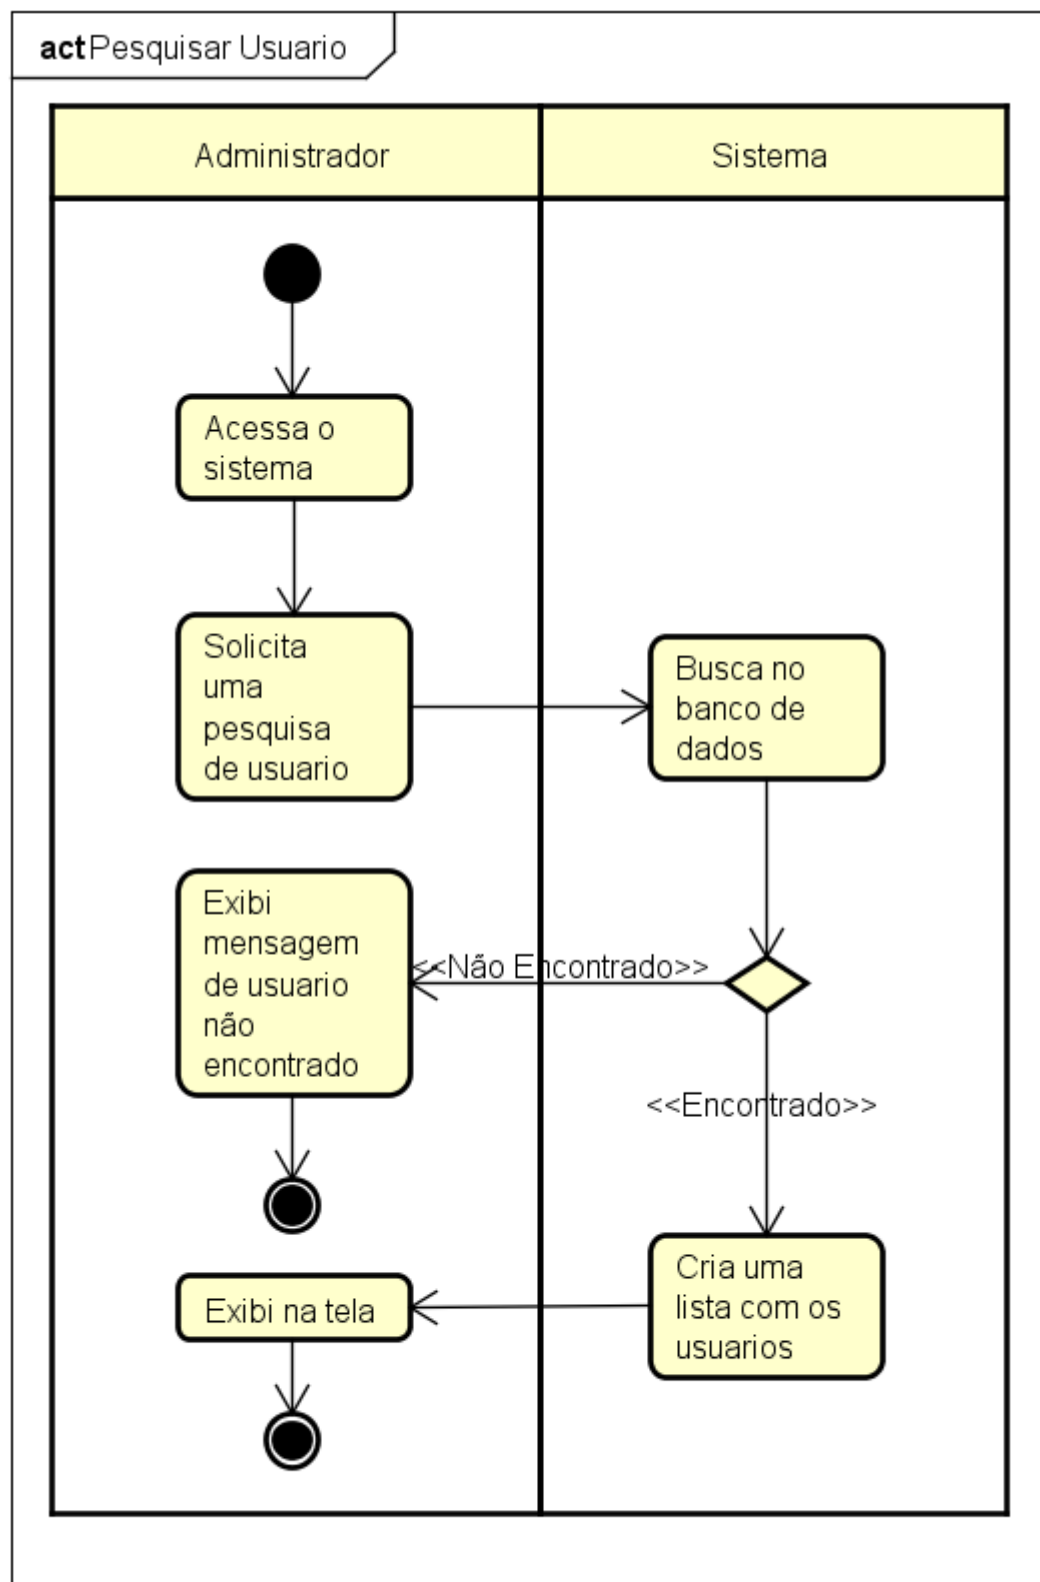 act Pesquisar Usuario
Administrador
Sistema
Acessa o
sistema
Solicita
uma
pesquisa
de usuario
Busca no
banco de
dados
Exibi
mensagem
de usuario
não
encontrado
<<Não Encontrado>>
<<Encontrado>>
Cria uma
lista com os
usuarios
Exibi na tela